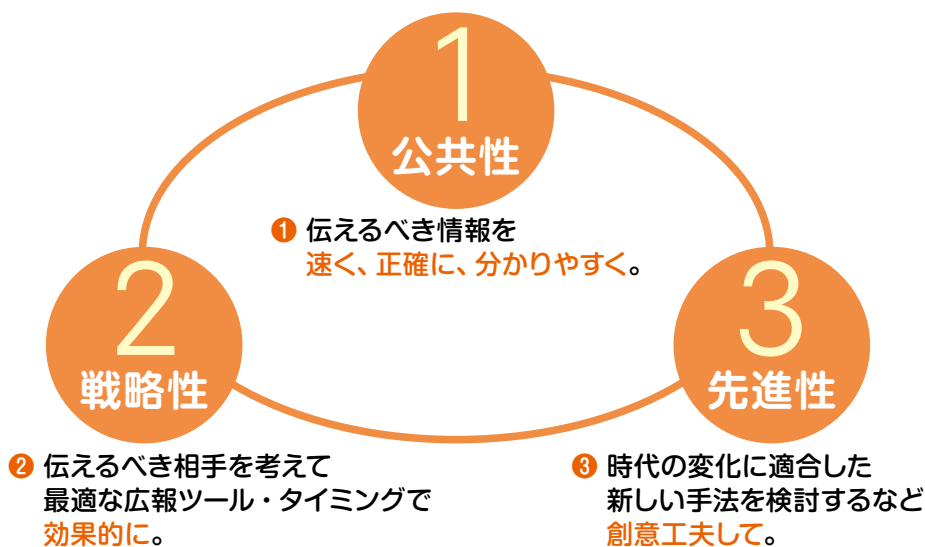 1
公共性
❶ 伝えるべき情報を
速く、正確に、分かりやすく。
2
戦略性
❷ 伝えるべき相手を考えて
最適な広報ツール・タイミングで
効果的に。
3
先進性
❸ 時代の変化に適合した
新しい手法を検討するなど
創意工夫して。